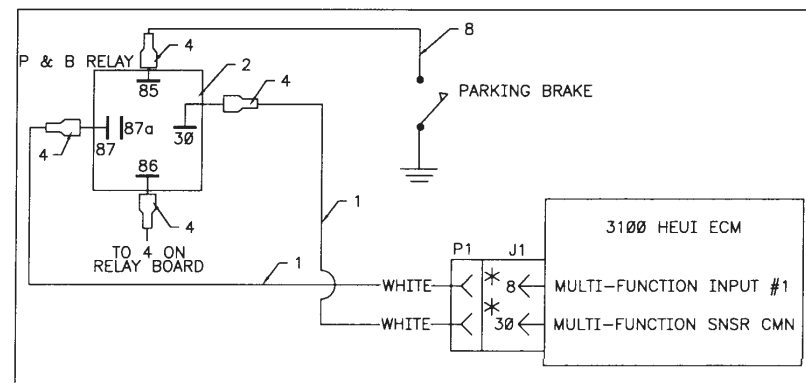 8
4
P & B RELAY
2
85
4
PARKING BRAKE
87a
30
87
4
86
4
1
3100 HEUI ECM
TO 4 ON
RELAY BOARD
P1
J1
1
WHITE
* 8
MULTI-FUNCTION INPUT #1
WHITE
* 30
MULTI-FUNCTION SNSR CMN